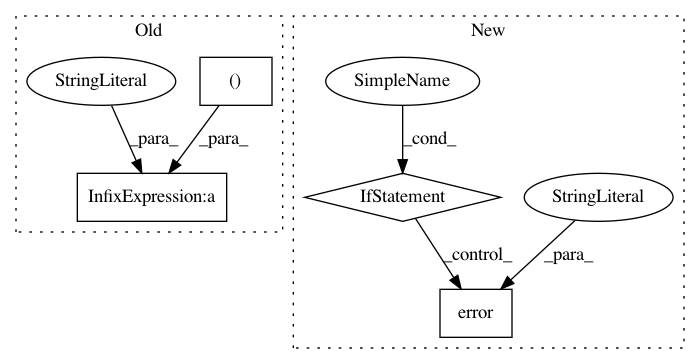 Old
New
StringLiteral
()
SimpleName
_para_
_para_
_cond_
InfixExpression:a
IfStatement
StringLiteral
_control_
_para_
error